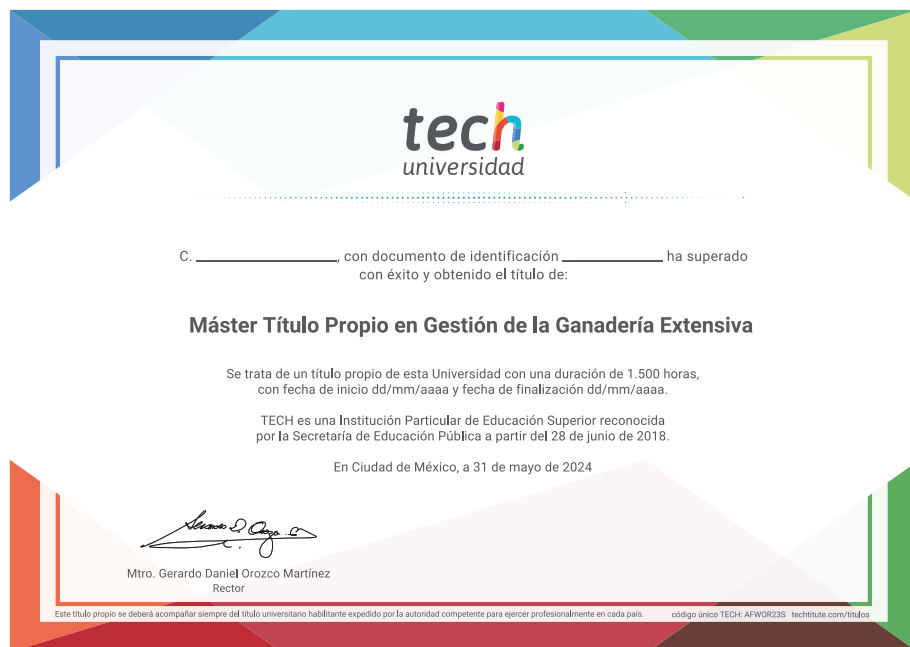 tech
universidad
C. ____________________, con documento de identificación ______________ ha superado
con éxito y obtenido el título de:
Máster Título Propio en Gestión de la Ganadería Extensiva
Se trata de un título propio de esta Universidad con una duración de 1.500 horas,
con fecha de inicio dd/mm/aaaa y fecha de finalización dd/mm/aaaa.
TECH es una Institución Particular de Educación Superior reconocida
por la Secretaría de Educación Pública a partir del 28 de junio de 2018.
En Ciudad de México, a 31 de mayo de 2024
Mtro. Gerardo Daniel Orozco Martínez
Rector
Este título propio se deberá acompañar siempre del título universitario habilitante expedido por la autoridad competente para ejercer profesionalmente en cada país. código único TECH: AFWOR23S techtitute.com/titulos